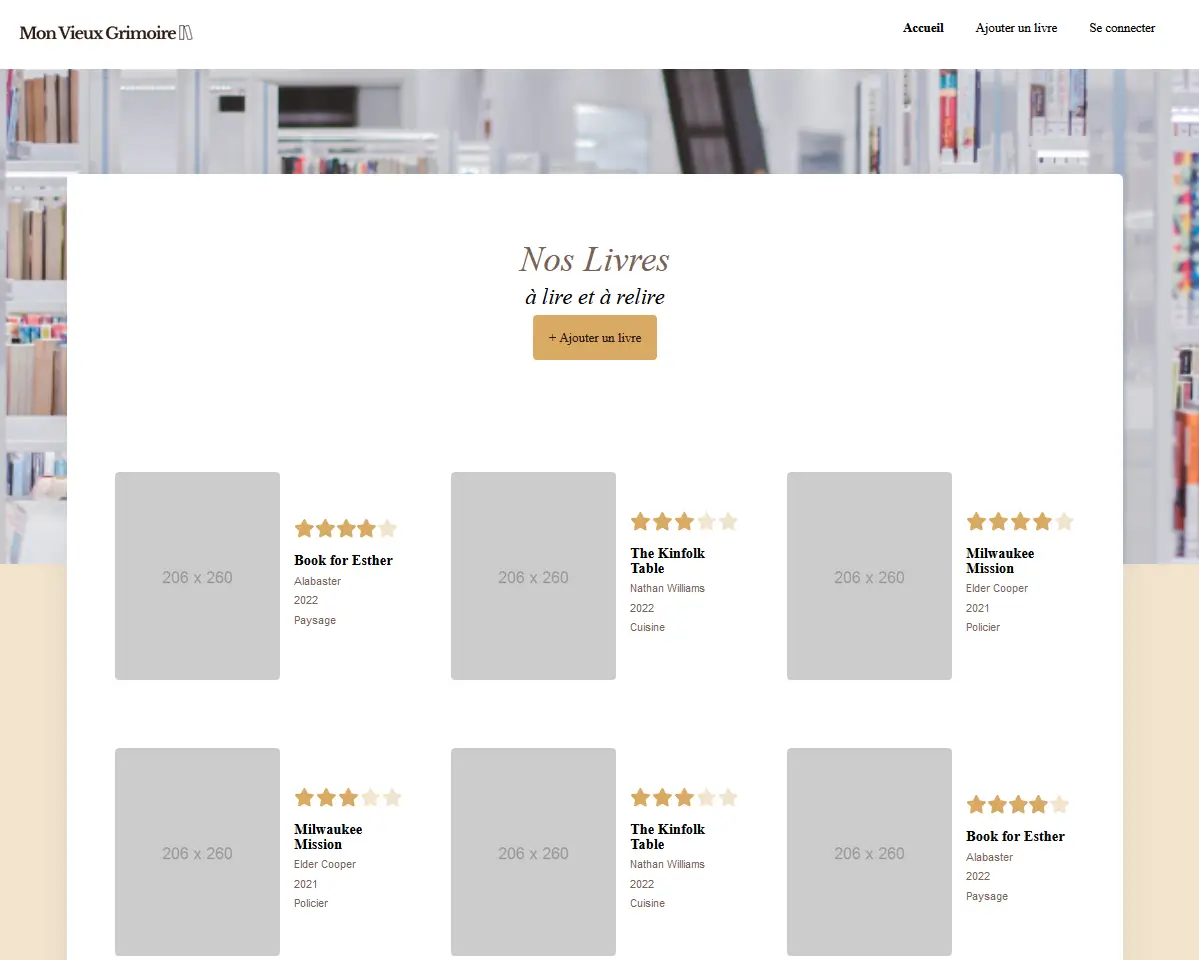 Mon Vieux Grimoire
Accueil
Ajouter un livre
Se connecter
Nos Livres
à lire et à relire
+ Ajouter un livre
206 x 260
Book for Esther
Alabaster
2022
Paysage
206 x 260
The Kinfolk
Table
Nathan Williams
2022
Cuisine
206 x 260
Milwaukee
Mission
Elder Cooper
2021
Policier
206 x 260
Milwaukee
Mission
Elder Cooper
2021
Policier
206 x 260
The Kinfolk
Table
Nathan Williams
2022
Cuisine
206 x 260
Book for Esther
Alabaster
2022
Paysage